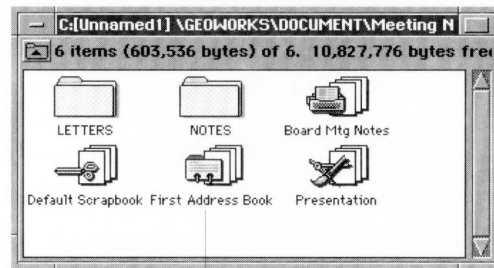 C:[Unnamed1] \GEOWORKS\DOCUMENT\Meeting N
6 items (603,536 bytes) of 6. 10,827,776 bytes free
LETTERS NOTES Board Mtg Notes
Default Scrapbook First Address Book Presentation